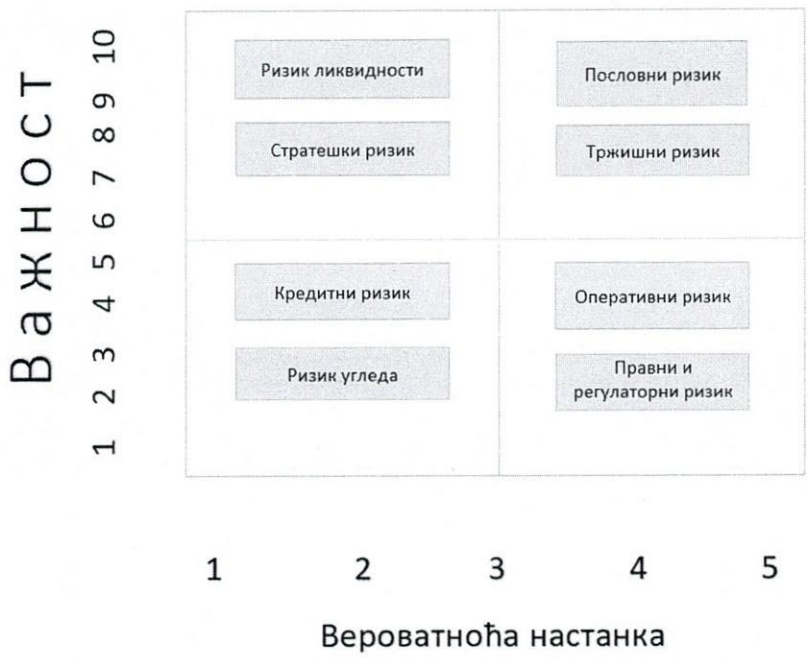 Важност
10
9
8
7
6
5
4
3
2
1
Ризик ликвидности
Пословни ризик
Стратешки ризик
Тржишни ризик
Кредитни ризик
Оперативни ризик
Ризик угледа
Правни и
регулаторни ризик
1 2 3 4 5
Вероватноћа настанка